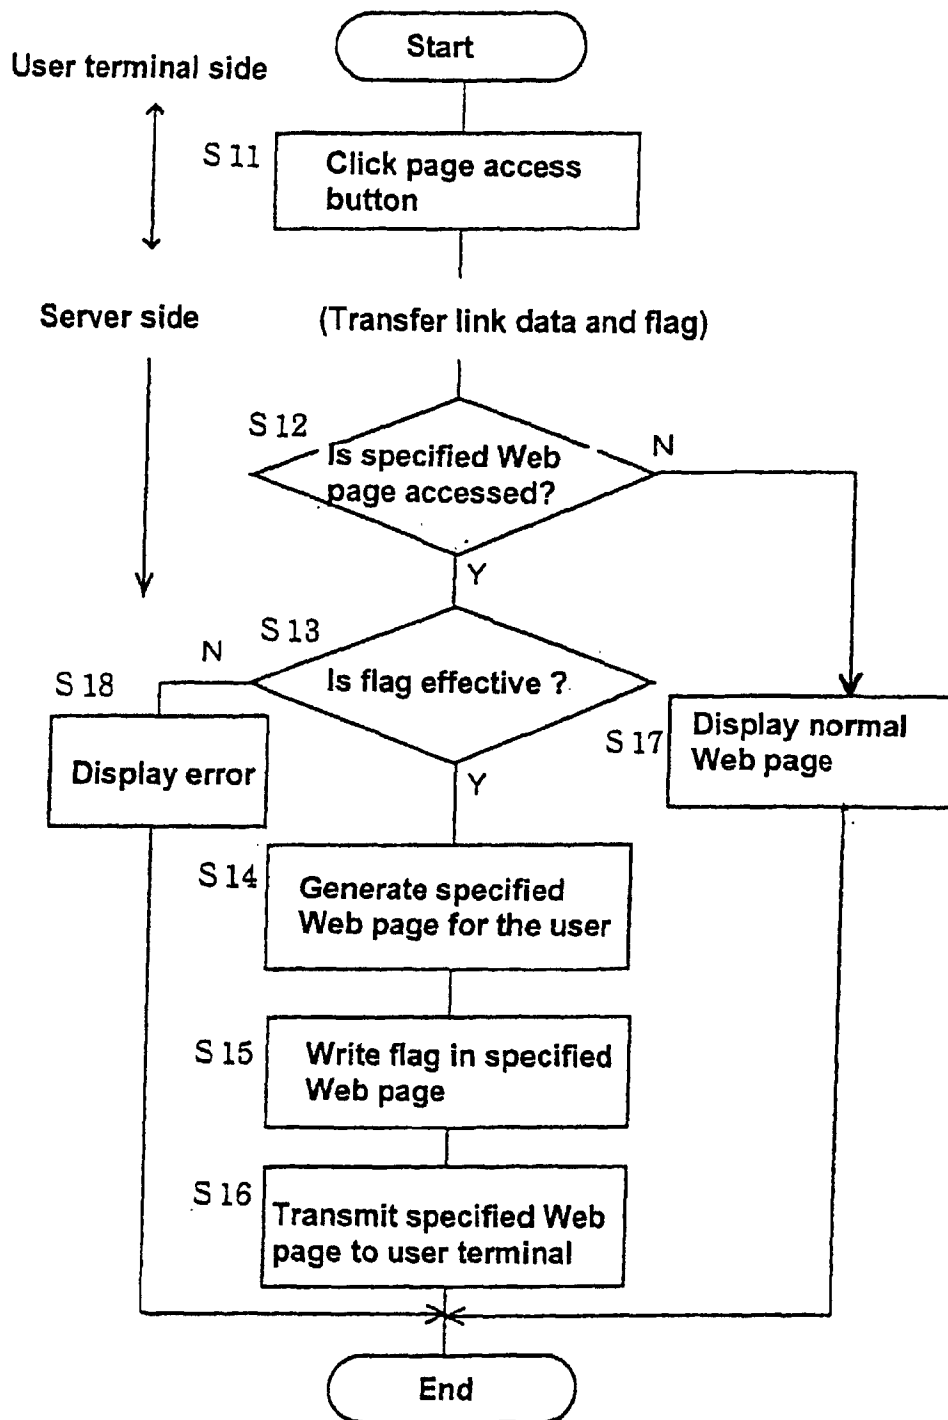 Start
User terminal side
S 11
Click page access
button
Server side
(Transfer link data and flag)
S 12
Is specified Web
page accessed?
N
Y
S 13
Is flag effective ?
N
Y
S 18
Display error
S 17
Display normal
Web page
S 14
Generate specified
Web page for the user
S 15
Write flag in specified
Web page
S 16
Transmit specified Web
page to user terminal
End